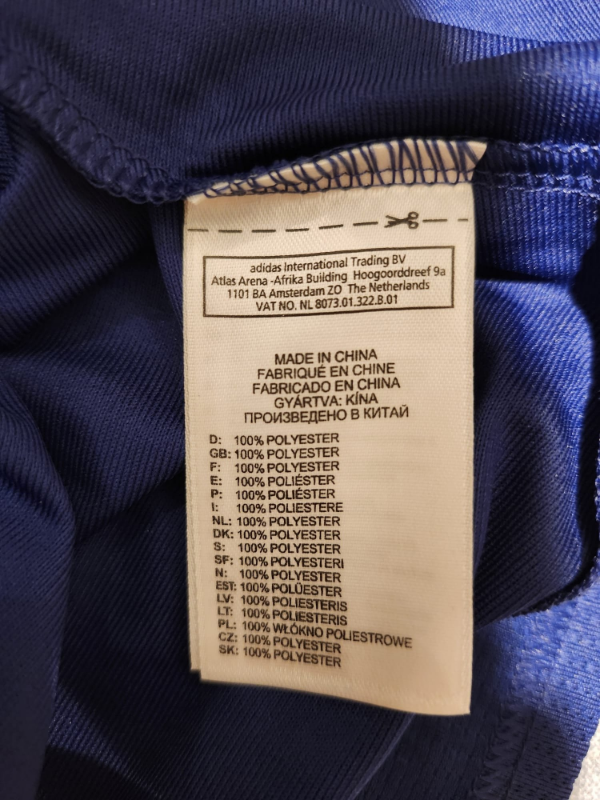 adidas International Trading BV
Atlas Arena -Afrika Building Hoogoorddreef 9a
1101 BA Amsterdam ZO The Netherlands
VAT NO. NL 8073.01.322.B.01
MADE IN CHINA
FABRIQUÉ EN CHINE
FABRICADO EN CHINA
GYÁRTVA: KÍNA
ПРОИЗВЕДЕНО В КИТАЙ
D: 100% POLYESTER
GB: 100% POLYESTER
F: 100% POLYESTER
E: 100% POLIÉSTER
P: 100% POLIÉSTER
I: 100% POLIESTERE
NL: 100% POLYESTER
DK: 100% POLYESTER
S: 100% POLYESTER
SF: 100% POLYESTERI
N: 100% POLYESTER
EST: 100% POLÜESTER
LV: 100% POLIESTERIS
LT: 100% POLIESTERIS
PL: 100% WŁÓKNO POLIESTROWE
CZ: 100% POLYESTER
SK: 100% POLYESTER